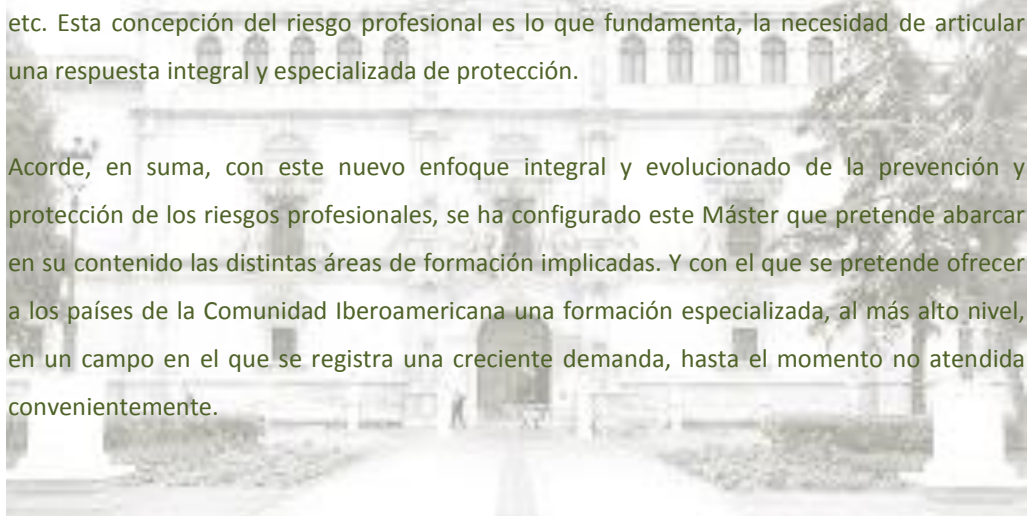 etc. Esta concepción del riesgo profesional es lo que fundamenta, la necesidad de articular
una respuesta integral y especializada de protección.
Acorde, en suma, con este nuevo enfoque integral y evolucionado de la prevención y
protección de los riesgos profesionales, se ha configurado este Máster que pretende abarcar
en su contenido las distintas áreas de formación implicadas. Y con el que se pretende ofrecer
a los países de la Comunidad Iberoamericana una formación especializada, al más alto nivel,
en un campo en el que se registra una creciente demanda, hasta el momento no atendida
convenientemente.